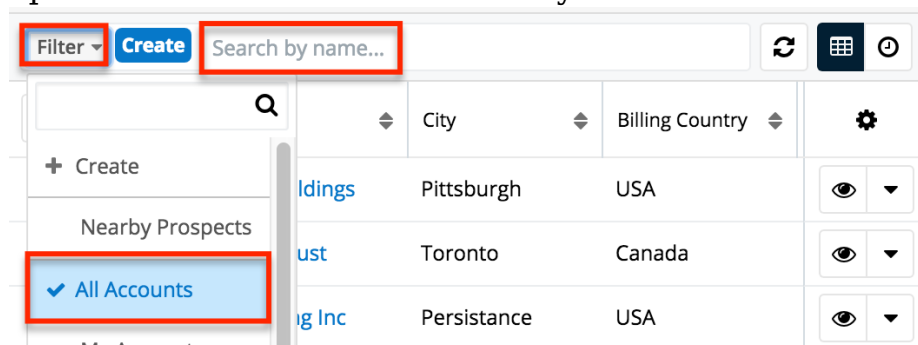 Filter Create Search by name...
City Billing Country
+ Create
ldings Pittsburgh USA
Nearby Prospects
ust Toronto Canada
All Accounts
ng Inc Persistance USA